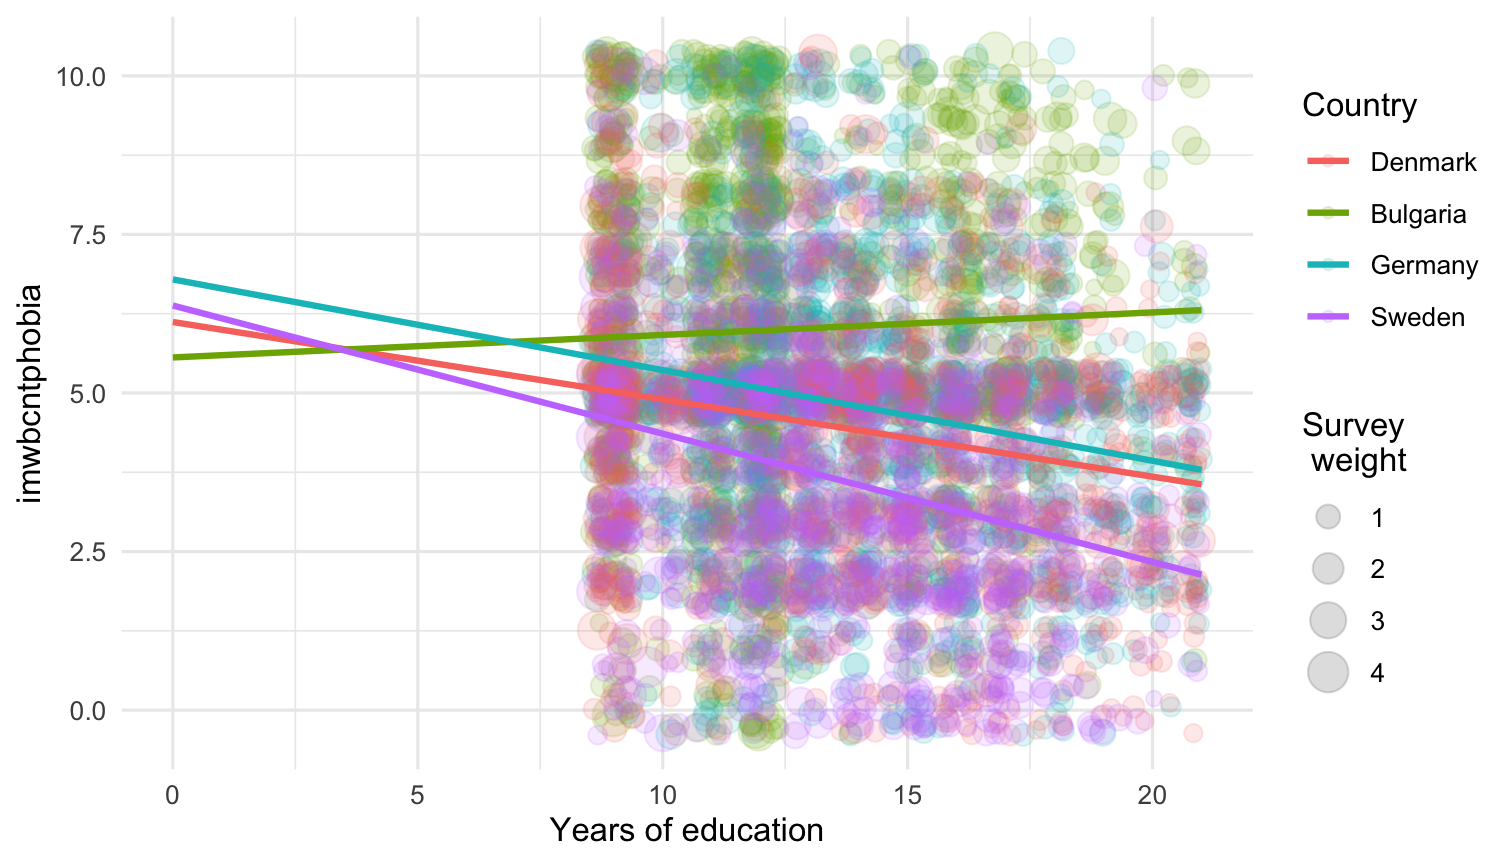 10.0
7.5
5.0
2.5
0.0
imwbcntphobia
0 5 10 15 20
Years of education
Country
Denmark
Bulgaria
Germany
Sweden
Survey
weight
1
2
3
4